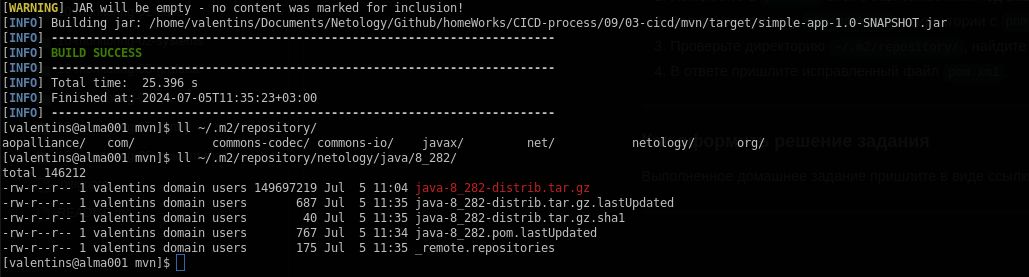 [WARNING] JAR will be empty - no content was marked for inclusion!
[INFO] Building jar: /home/valentins/Documents/Netology/Github/homeWorks/CICD-process/09/03-cicd/mvn/target/simple-app-1.0-SNAPSHOT.jar
[INFO] ------------------------------------------------------------------------
[INFO] BUILD SUCCESS
[INFO] ------------------------------------------------------------------------
[INFO] Total time:  25.396 s
[INFO] Finished at: 2024-07-05T11:35:23+03:00
[INFO] ------------------------------------------------------------------------
[valentins@alma001 mvn]$ ll ~/.m2/repository/
aopalliance/   com/           commons-codec/ commons-io/    javax/         net/           netology/      org/
[valentins@alma001 mvn]$ ll ~/.m2/repository/netology/java/8_282/
total 146212
-rw-r--r-- 1 valentins domain users 149697219 Jul  5 11:04 java-8_282-distrib.tar.gz
-rw-r--r-- 1 valentins domain users       687 Jul  5 11:35 java-8_282-distrib.tar.gz.lastUpdated
-rw-r--r-- 1 valentins domain users        40 Jul  5 11:35 java-8_282-distrib.tar.gz.sha1
-rw-r--r-- 1 valentins domain users       767 Jul  5 11:34 java-8_282.pom.lastUpdated
-rw-r--r-- 1 valentins domain users       175 Jul  5 11:35 _remote.repositories
[valentins@alma001 mvn]$
3. Проверьте директорию ~/.m2/repository/, найдите
4. В ответе пришлите исправленный файл pom.xml
решение задания
Выполненное домашнее задание пришлите в виде ссылк